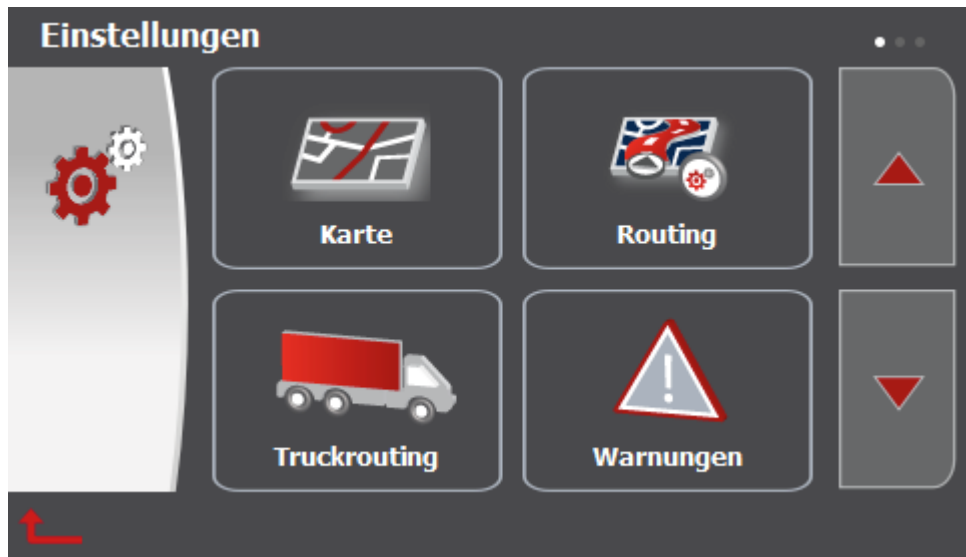 Einstellungen
Karte
Routing
Truckrouting
Warnungen